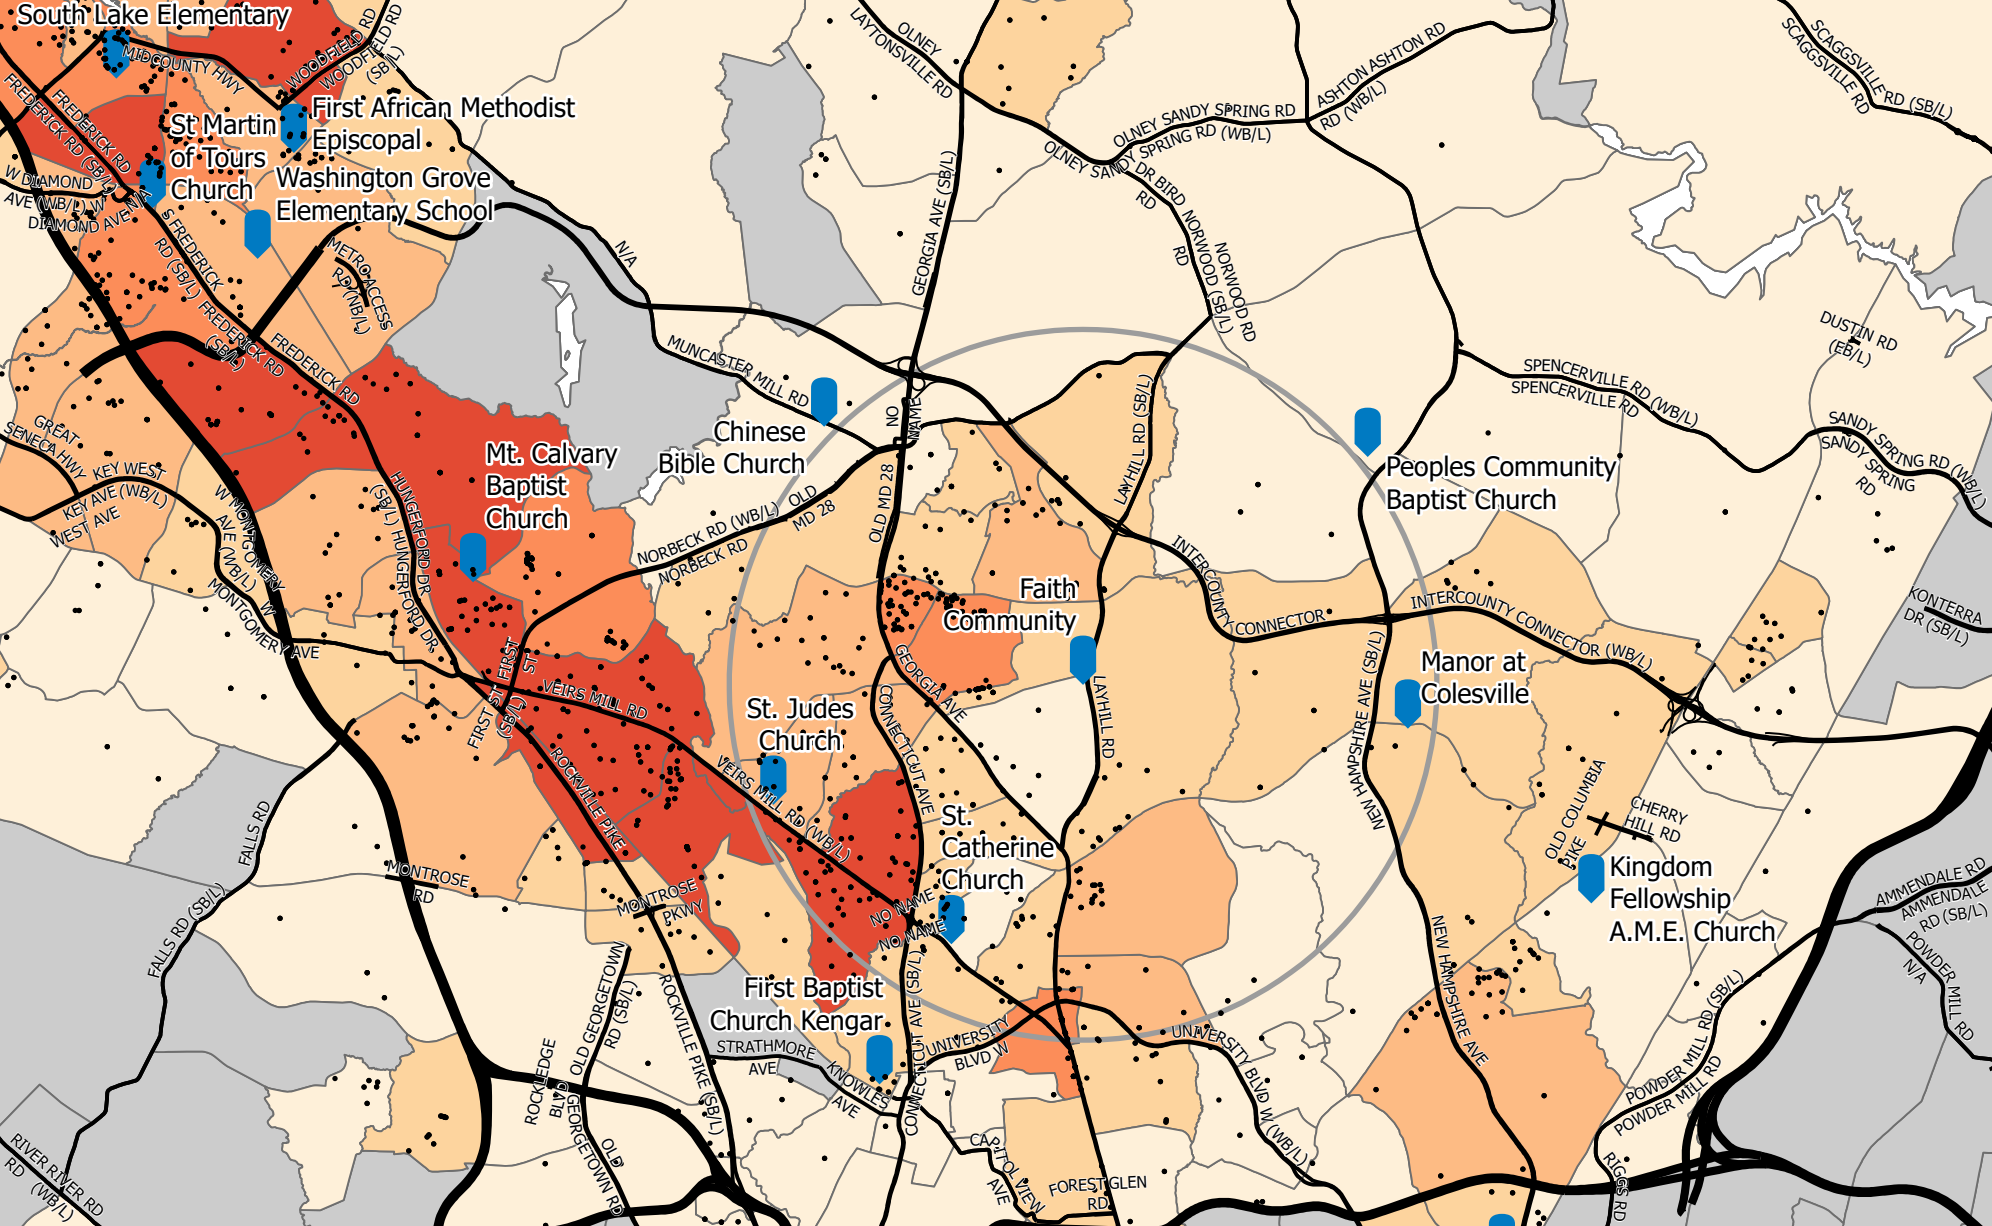 South Lake Elementary
MIDCOUNTY HWY
WOODFIELD RD
WOODFIELD RD
(SB/L)
FREDERICK RD
FREDERICK RD (SB/L)
First African Methodist
Episcopal
St Martin
of Tours
Church
Washington Grove
Elementary School
W DIAMOND
AVE (WB/L) W
DIAMOND AVE
N/A
S FREDERICK
RD (SB/L)
METRO ACCESS
RD (NB/L)
N/A
FREDERICK RD
(SB/L)
FREDERICK RD
GREAT
SENECA HWY
KEY WEST
KEY AVE (WB/L)
WEST AVE
W MONTGOMERY
AVE (WB/L)
W
MONTGOMERY AVE
HUNGERFORD DR
(SB/L) HUNGERFORD DR
Mt. Calvary
Baptist
Church
OLNEY
LAYTONSVILLE RD
GEORGIA AVE (SB/L)
OLNEY SANDY SPRING RD
OLNEY SANDY SPRING RD (WB/L)
ASHTON ASHTON RD
RD (WB/L)
DR BIRD
RD
NORWOOD
RD
NORWOOD RD
NORWOOD (SB/L)
SCAGGSVILLE
SCAGGSVILLE RD
RD (SB/L)
DUSTIN RD
(EB/L)
MUNCASTER MILL RD
Chinese
Bible Church
NO
NAME
OLD MD 28
NORBECK RD (WB/L)
NORBECK RD
OLD
MD 28
LAYHILL RD (SB/L)
Peoples Community
Baptist Church
SPENCERVILLE RD (WB/L)
SPENCERVILLE RD
SANDY SPRING RD (WB/L)
SANDY SPRING
RD
INTERCOUNTY
CONNECTOR
INTERCOUNTY CONNECTOR (WB/L)
KONTERRA
DR (SB/L)
Faith
Community
Manor at
Colesville
NEW HAMPSHIRE AVE (SB/L)
NEW
GEORGIA AVE
CONNECTICUT AVE
LAYHILL RD
FIRST ST
FIRST ST
(SB/L)
VEIRS MILL RD
VEIRS MILL RD (WB/L)
St. Judes
Church
ROCKVILLE PIKE
St.
Catherine
Church
NO NAME
NO NAME
FALLS RD
FALLS RD (SB/L)
MONTROSE
RD
MONTROSE
PKWY
OLD COLUMBIA
PIKE
CHERRY
HILL RD
Kingdom
Fellowship
A.M.E. Church
AMMENDALE RD
AMMENDALE
RD (SB/L)
POWDER MILL RD
N/A
First Baptist
Church Kengar
CONNECTICUT AVE (SB/L)
UNIVERSITY
BLVD W
UNIVERSITY BLVD W (WB/L)
NEW HAMPSHIRE AVE
STRATHMORE
AVE
KNOWLES
AVE
ROCKLEDGE
BLVD
OLD GEORGETOWN
RD (SB/L)
OLD
GEORGETOWN RD
ROCKVILLE PIKE (SB/L)
CAPITOL VIEW
AVE
FOREST GLEN
RD
POWDER MILL RD (SB/L)
POWDER MILL RD
RIGGS RD
RIVER RIVER RD
RD (WB/L)